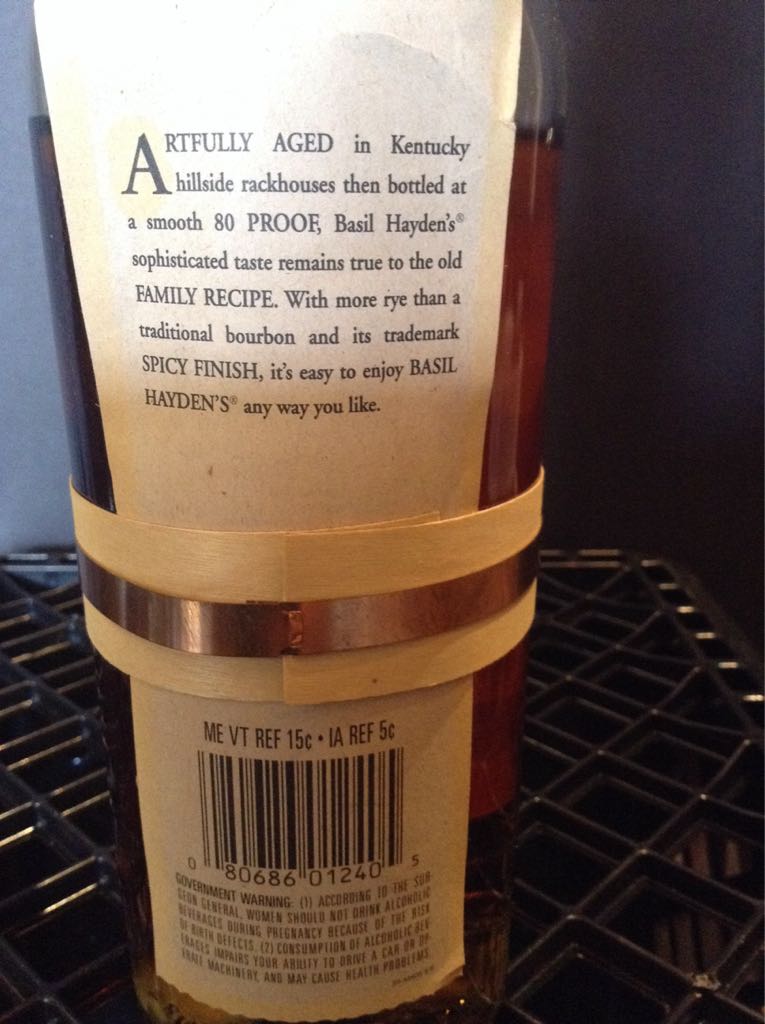 ARTFULLY AGED in Kentucky
hillside rackhouses then bottled at
a smooth 80 PROOF, Basil Hayden's®
sophisticated taste remains true to the old
FAMILY RECIPE. With more rye than a
traditional bourbon and its trademark
SPICY FINISH, it's easy to enjoy BASIL
HAYDEN'S® any way you like.
ME VT REF 15¢ • IA REF 5¢
0 80686 01240 5
GOVERNMENT WARNING: (1) ACCORDING TO THE SUR-
GEON GENERAL, WOMEN SHOULD NOT DRINK ALCOHOLIC
BEVERAGES DURING PREGNANCY BECAUSE OF THE RISK
OF BIRTH DEFECTS. (2) CONSUMPTION OF ALCOHOLIC BEV-
ERAGES IMPAIRS YOUR ABILITY TO DRIVE A CAR OR OP-
ERATE MACHINERY, AND MAY CAUSE HEALTH PROBLEMS.